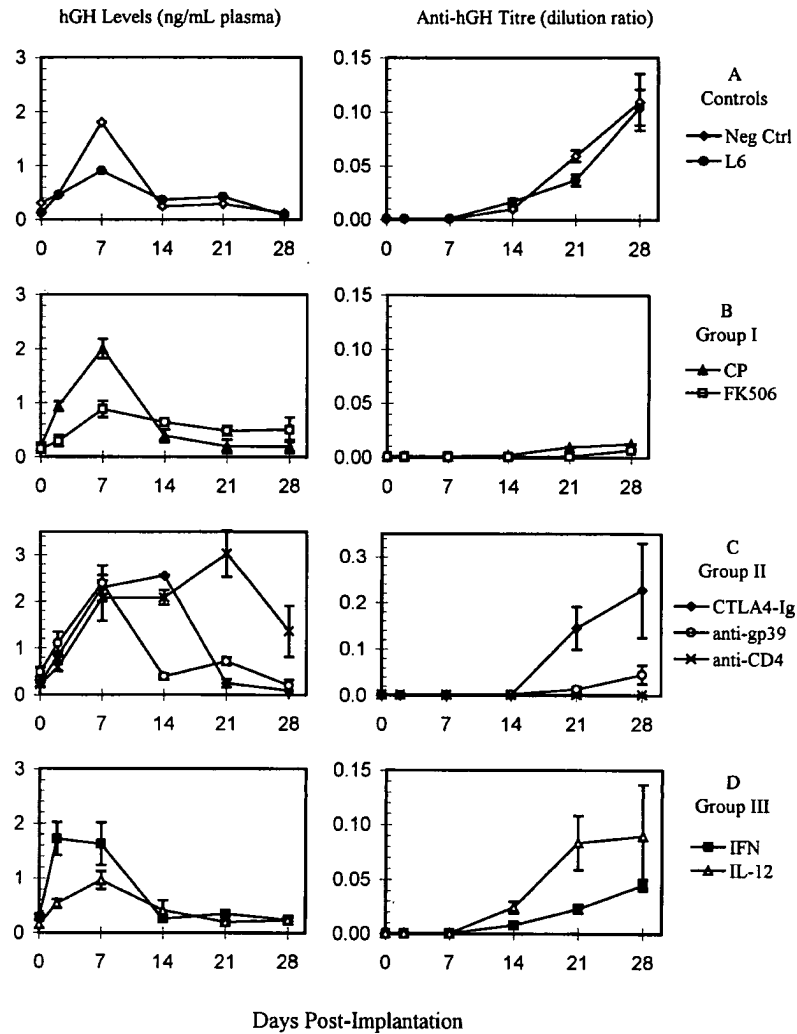 hGH Levels (ng/mL plasma)
Anti-hGH Titre (dilution ratio)
3
2
1
0
0 7 14 21 28
0.15
0.10
0.05
0.00
0 7 14 21 28
A
Controls
Neg Ctrl
L6
3
2
1
0
0 7 14 21 28
0.15
0.10
0.05
0.00
0 7 14 21 28
B
Group I
CP
FK506
3
2
1
0
0 7 14 21 28
0.3
0.2
0.1
0.0
0 7 14 21 28
C
Group II
CTLA4-Ig
anti-gp39
anti-CD4
3
2
1
0
0 7 14 21 28
0.15
0.10
0.05
0.00
0 7 14 21 28
D
Group III
IFN
IL-12
Days Post-Implantation